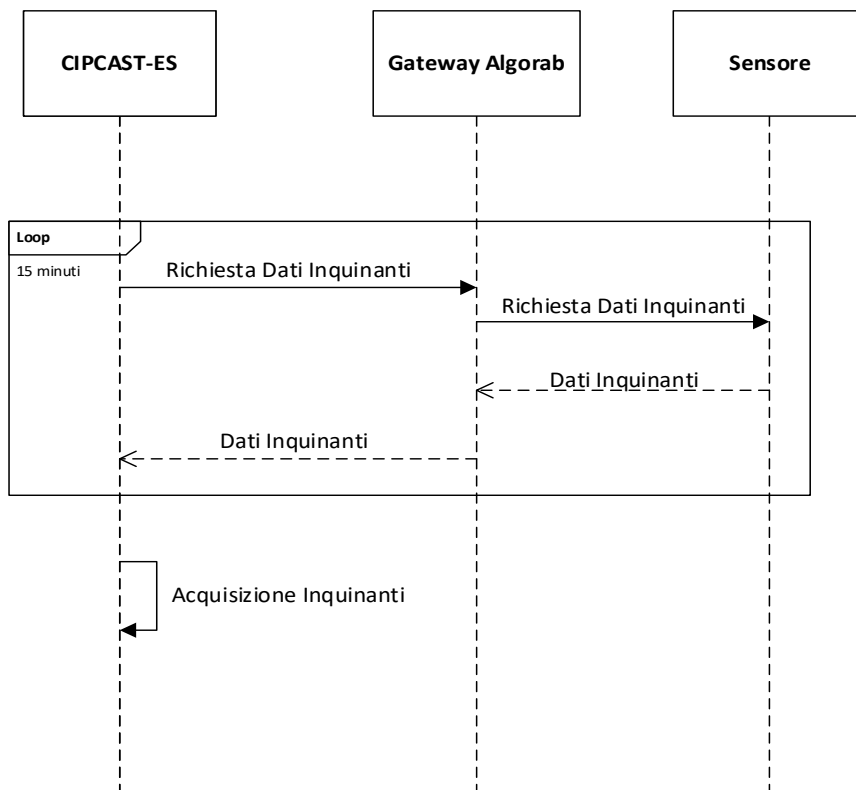 CIPCAST-ES
Gateway Algorab
Sensore
Loop
15 minuti
Richiesta Dati Inquinanti
Richiesta Dati Inquinanti
Dati Inquinanti
Dati Inquinanti
Acquisizione Inquinanti